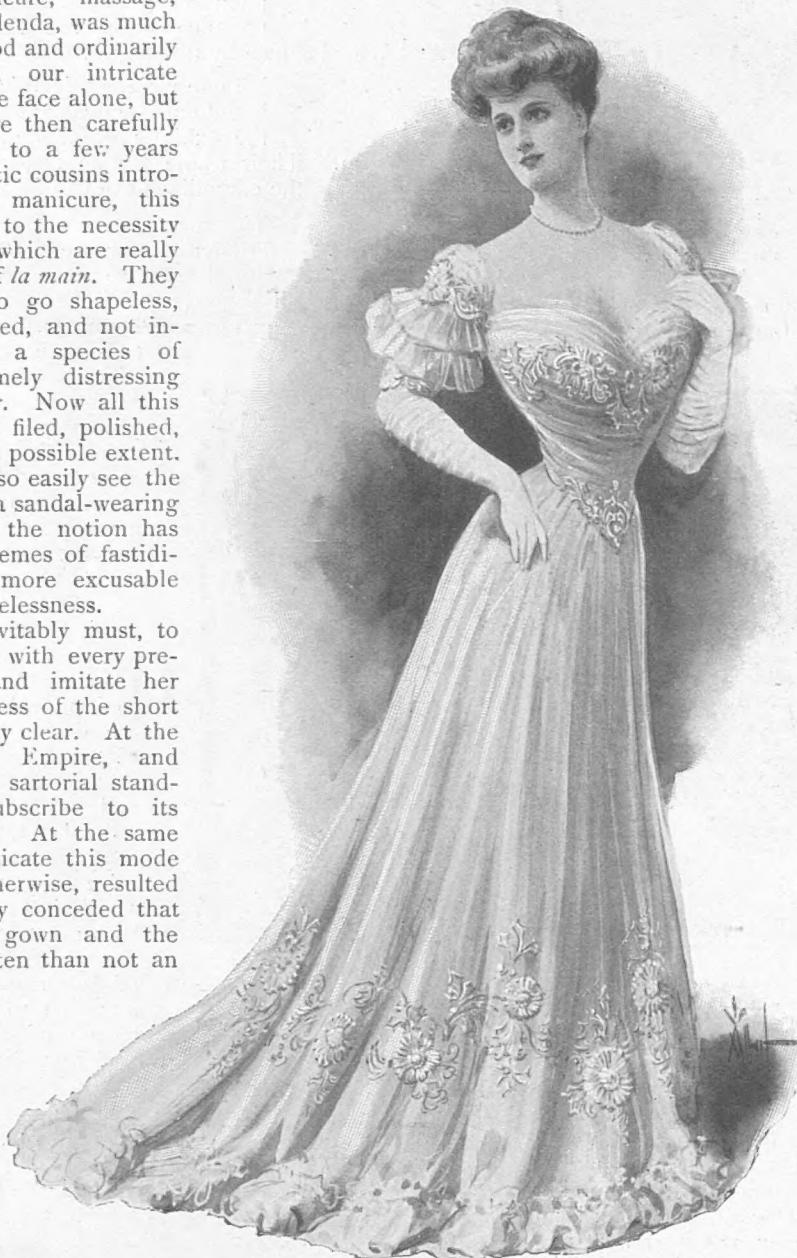 massage,
lenda, was much
od and ordinarily
our intricate
e face alone, but
e then carefully
to a few years
tic cousins intro-
manicure, this
to the necessity
which are really
f la main. They
o go shapeless,
ed, and not in-
a species of
mely distressing
r. Now all this
filed, polished,
possible extent.
so easily see the
a sandal-wearing
the notion has
emes of fastidi-
more excusable
elessness.
vitably must, to
with every pre-
and imitate her
ess of the short
y clear. At the
Empire, and
sartorial stand-
ubscribe to its
At the same
licate this mode
herwise, resulted
y conceded that
gown and the
ten than not an